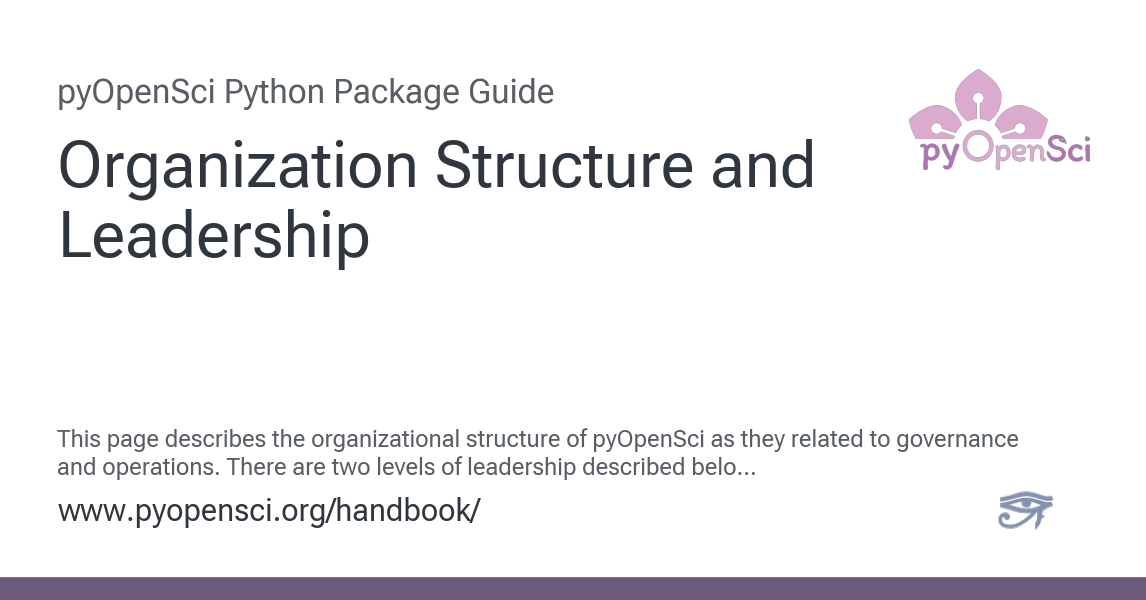 pyOpenSci Python Package Guide
Organization Structure and
Leadership
pyOpenSci
This page describes the organizational structure of pyOpenSci as they related to governance
and operations. There are two levels of leadership described belo...
www.pyopensci.org/handbook/